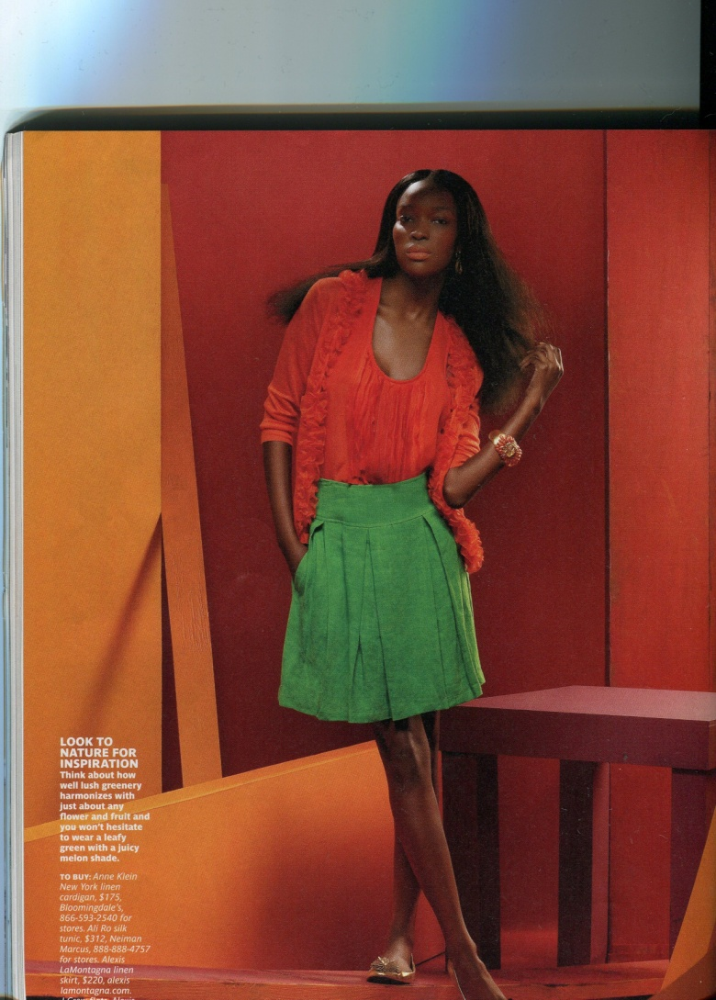 LOOK TO
NATURE FOR
INSPIRATION
Think about how
well lush greenery
harmonizes with
just about any
flower and fruit and
you won't hesitate
to wear a leafy
green with a juicy
melon shade.
TO BUY: Anne Klein
New York linen
cardigan, $175,
Bloomingdale's,
866-593-2540 for
stores. Ali Ro silk
tunic, $312, Neiman
Marcus, 888-888-4757
for stores. Alexis
LaMontagna linen
skirt, $220, alexis
lamontagna.com.